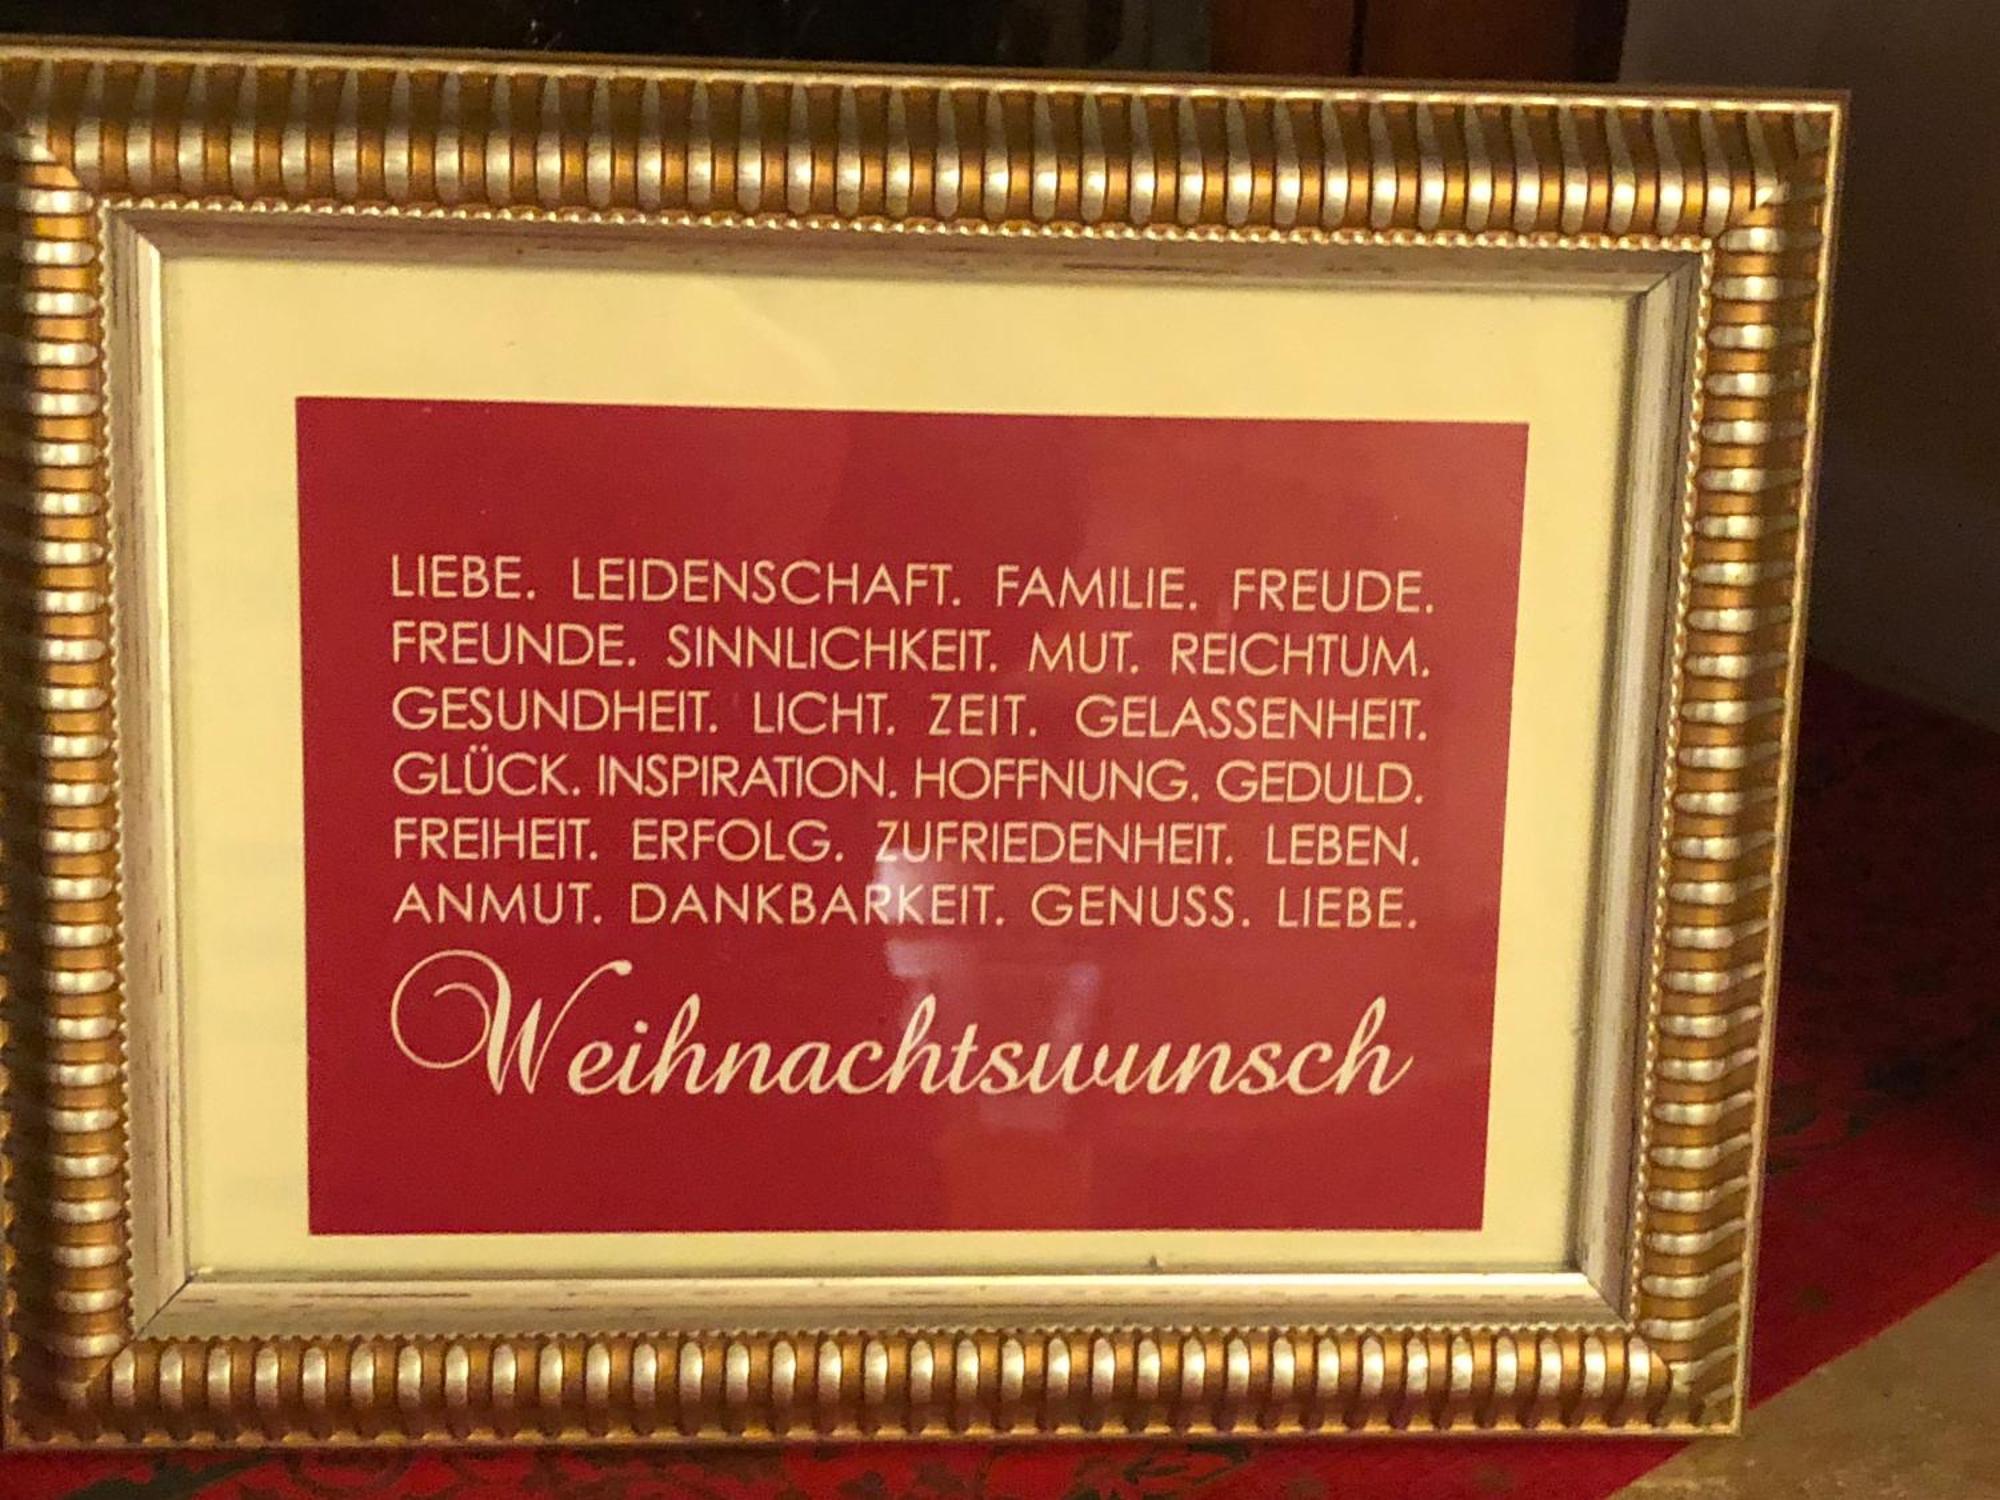 LIEBE. LEIDENSCHAFT. FAMILIE. FREUDE.
FREUNDE. SINNLICHKEIT. MUT. REICHTUM.
GESUNDHEIT. LICHT. ZEIT. GELASSENHEIT.
GLÜCK. INSPIRATION. HOFFNUNG. GEDULD.
FREIHEIT. ERFOLG. ZUFRIEDENHEIT. LEBEN.
ANMUT. DANKBARKEIT. GENUSS. LIEBE.
Weihnachtswunsch